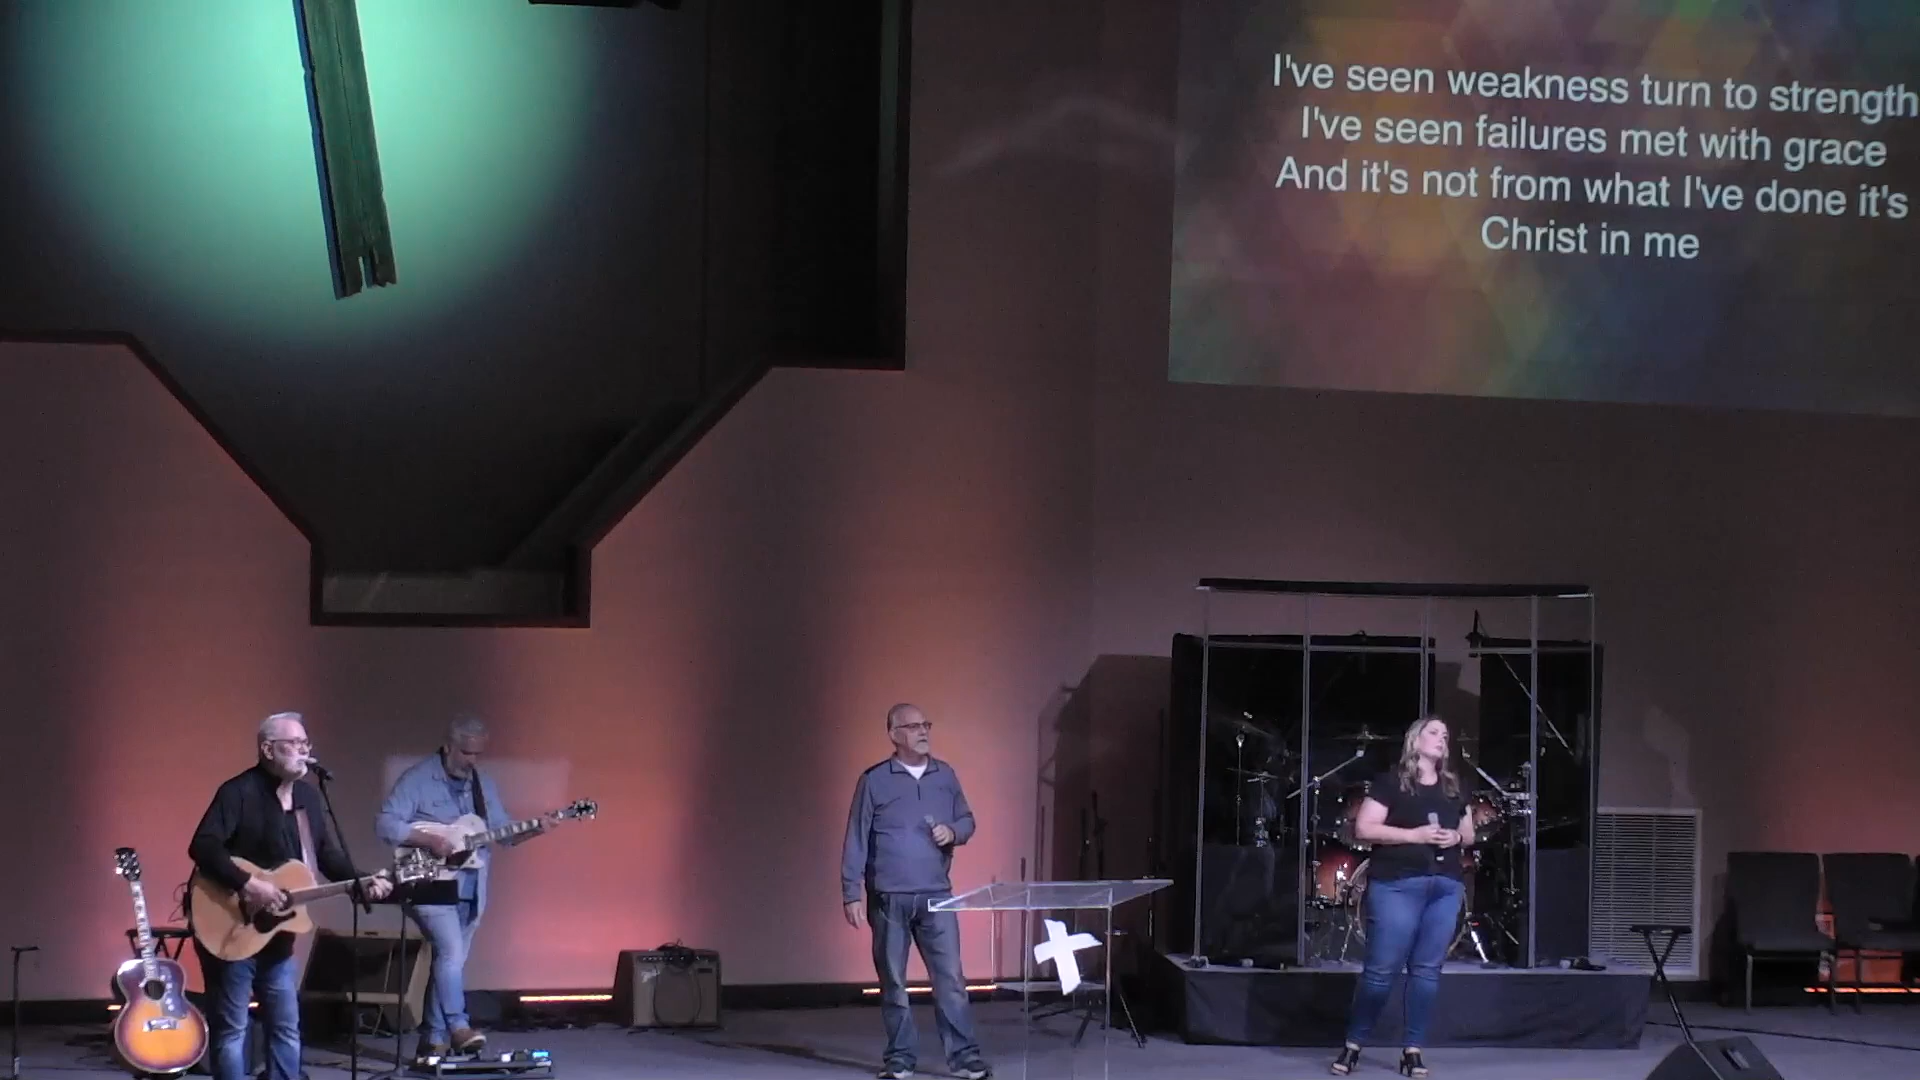 I've seen weakness turn to strength
I've seen failures met with grace
And it's not from what I've done it's
Christ in me